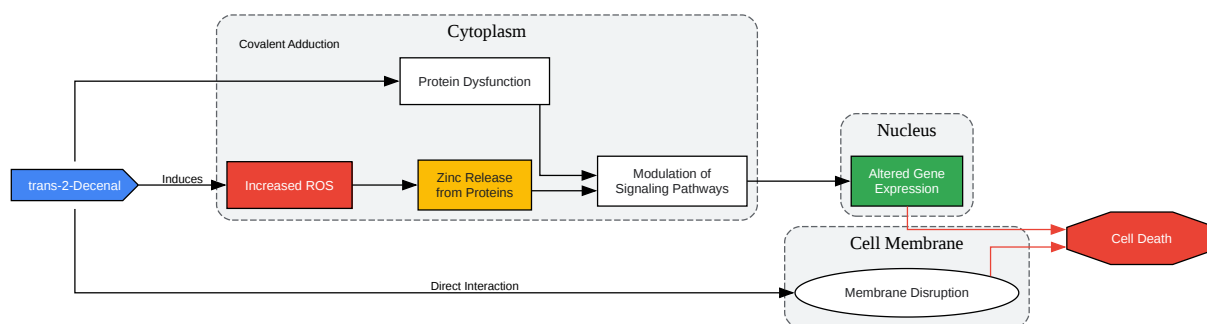 Cytoplasm
Covalent Adduction
Protein Dysfunction
Nucleus
trans-2-Decenal
Induces
Increased ROS
Zinc Release
from Proteins
Modulation of
Signaling Pathways
Altered Gene
Expression
Cell Membrane
Cell Death
Direct Interaction
Membrane Disruption